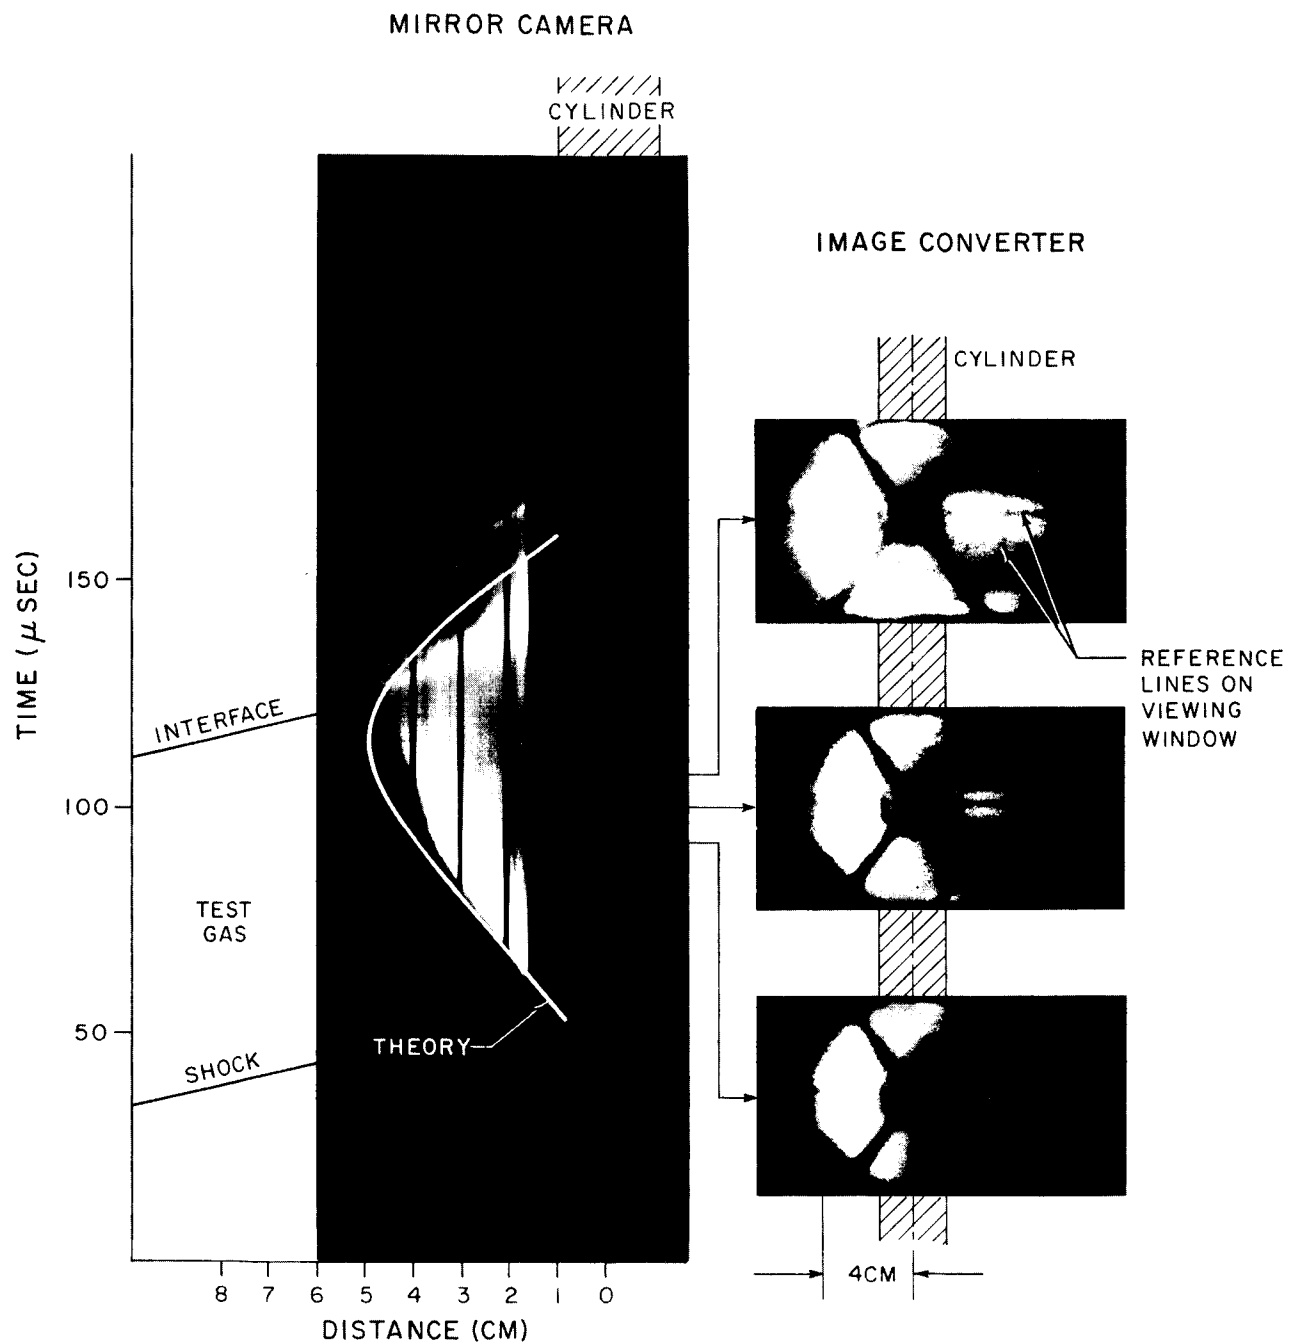 MIRROR CAMERA
CYLINDER
IMAGE CONVERTER
CYLINDER
TIME (μ SEC)
150
100
50
INTERFACE
TEST
GAS
SHOCK
THEORY
REFERENCE
LINES ON
VIEWING
WINDOW
8 7 6 5 4 3 2 1 0
DISTANCE (CM)
4CM